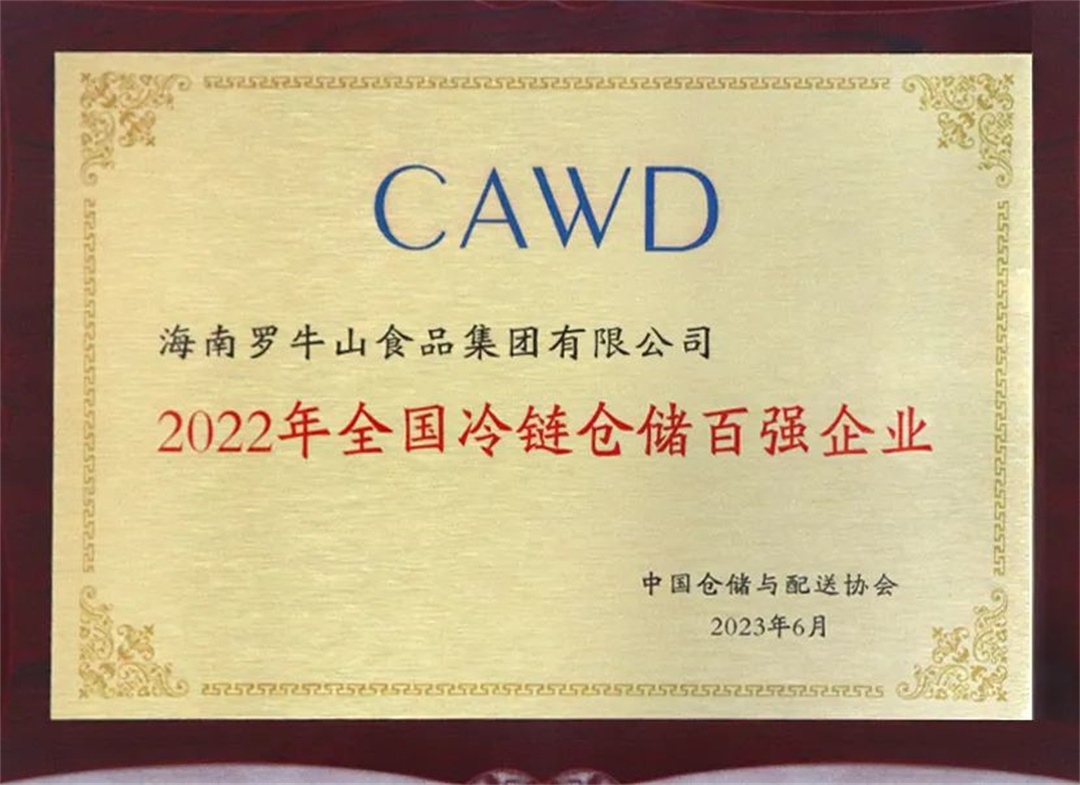 CAWD
海南罗牛山食品集团有限公司
2022年全国冷链仓储百强企业
中国仓储与配送协会
2023年6月